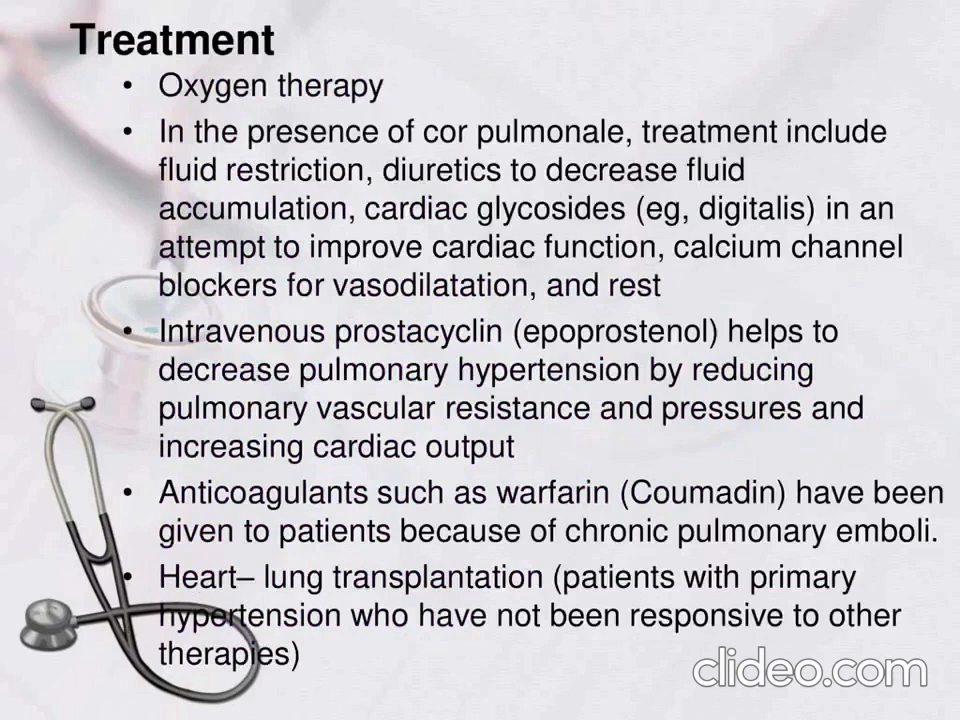 Treatment
• Oxygen therapy
• In the presence of cor pulmonale, treatment include
fluid restriction, diuretics to decrease fluid
accumulation, cardiac glycosides (eg, digitalis) in an
attempt to improve cardiac function, calcium channel
blockers for vasodilatation, and rest
• Intravenous prostacyclin (epoprostenol) helps to
decrease pulmonary hypertension by reducing
pulmonary vascular resistance and pressures and
increasing cardiac output
• Anticoagulants such as warfarin (Coumadin) have been
given to patients because of chronic pulmonary emboli.
• Heart– lung transplantation (patients with primary
hypertension who have not been responsive to other
therapies)
clideo.com